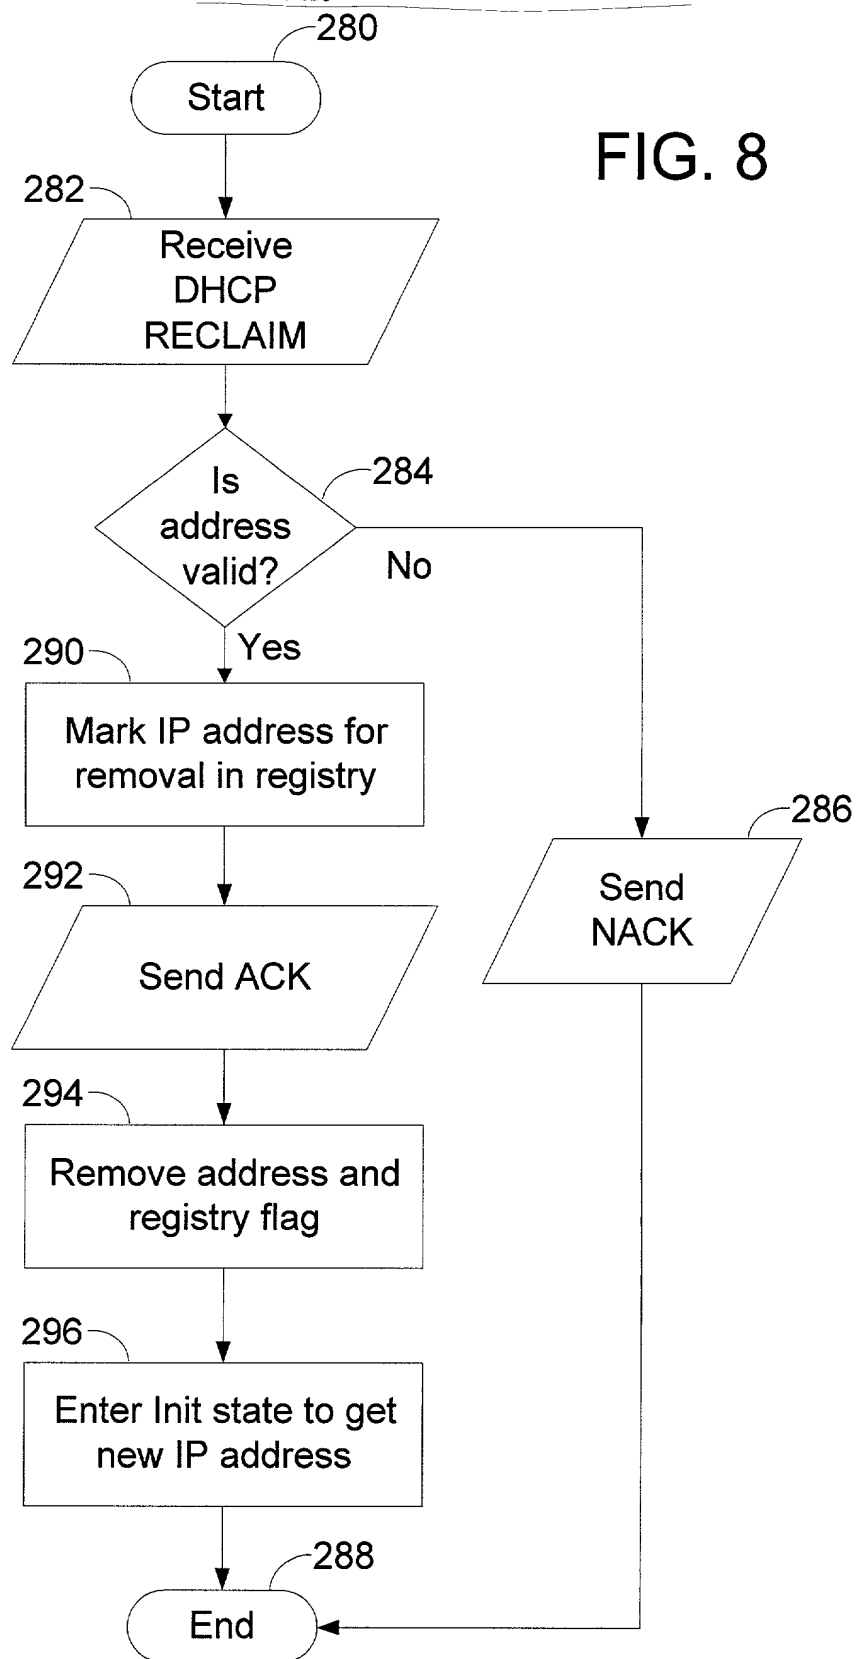 280
Start
FIG. 8
282
Receive
DHCP
RECLAIM
284
Is
address
valid?
No
Yes
290
Mark IP address for
removal in registry
286
Send
NACK
292
Send ACK
294
Remove address and
registry flag
296
Enter Init state to get
new IP address
288
End